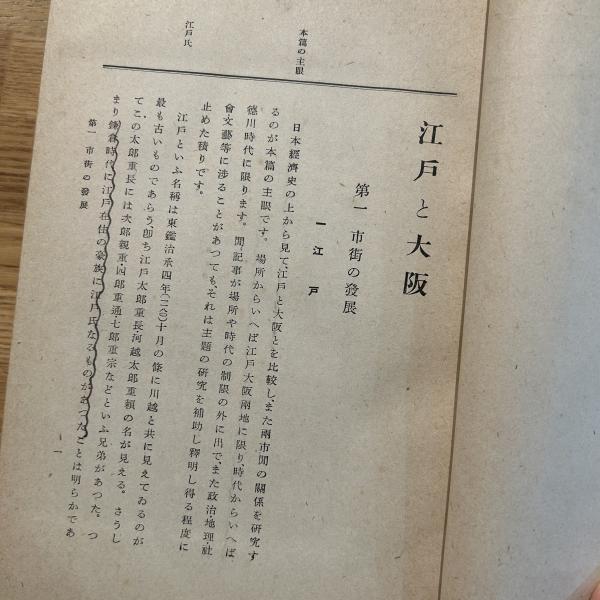 江戸と大阪
第一 市街の發展
一 江戸
本篇の主眼
日本經濟史の上から見て、江戸と大阪とを比較し、また兩市間の關係を研究す
るのが本篇の主眼です。場所からいへば江戸大阪兩地に限り、時代からいへば
德川時代に限ります。間記事が場所や時代の制限の外に出で、また政治・地理・社
會文藝等に涉ることがあつても、それは主題の研究を補助し釋明し得る程度に
止めた積りです。
江戸氏
江戸といふ名稱は東鑑治承四年(一一八〇)十月の條に川越と共に見えてゐるのが
最も古いものであらう卽ち江戸太郎重長・河越太郎重賴の名が見える。さうし
てこの太郎重長には次郎親重・四郎重通・七郎重宗などといふ兄弟があつた。つ
まり鎌倉時代に江戸在住の豪族に江戸氏なるものがあつたことは明らかであ
第一 市街の發展
一